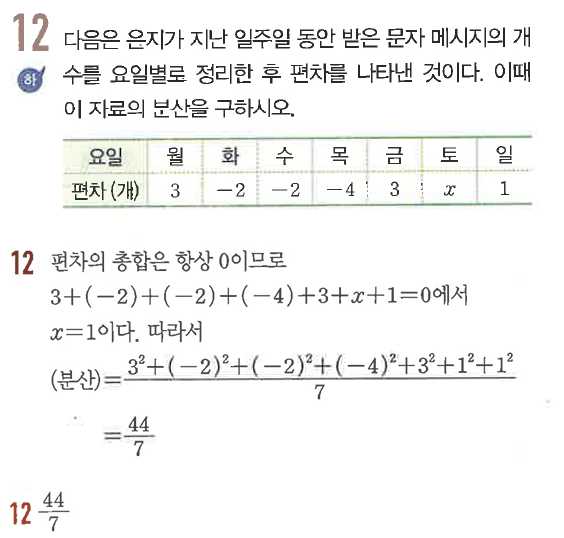 12 다음은 은지가 지난 일주일 동안 받은 문자 메시지의 개
하 수를 요일별로 정리한 후 편차를 나타낸 것이다. 이때
이 자료의 분산을 구하시오.
요일 월 화 수 목 금 토 일
편차(개) 3 −2 −2 −4 3 x 1
12 편차의 총합은 항상 0이므로
3+(−2)+(−2)+(−4)+3+x+1=0에서
x=1이다. 따라서
(분산)=\frac{3²+(−2)²+(−2)²+(−4)²+3²+1²+1²}{7}
=\frac{44}{7}
12 \frac{44}{7}